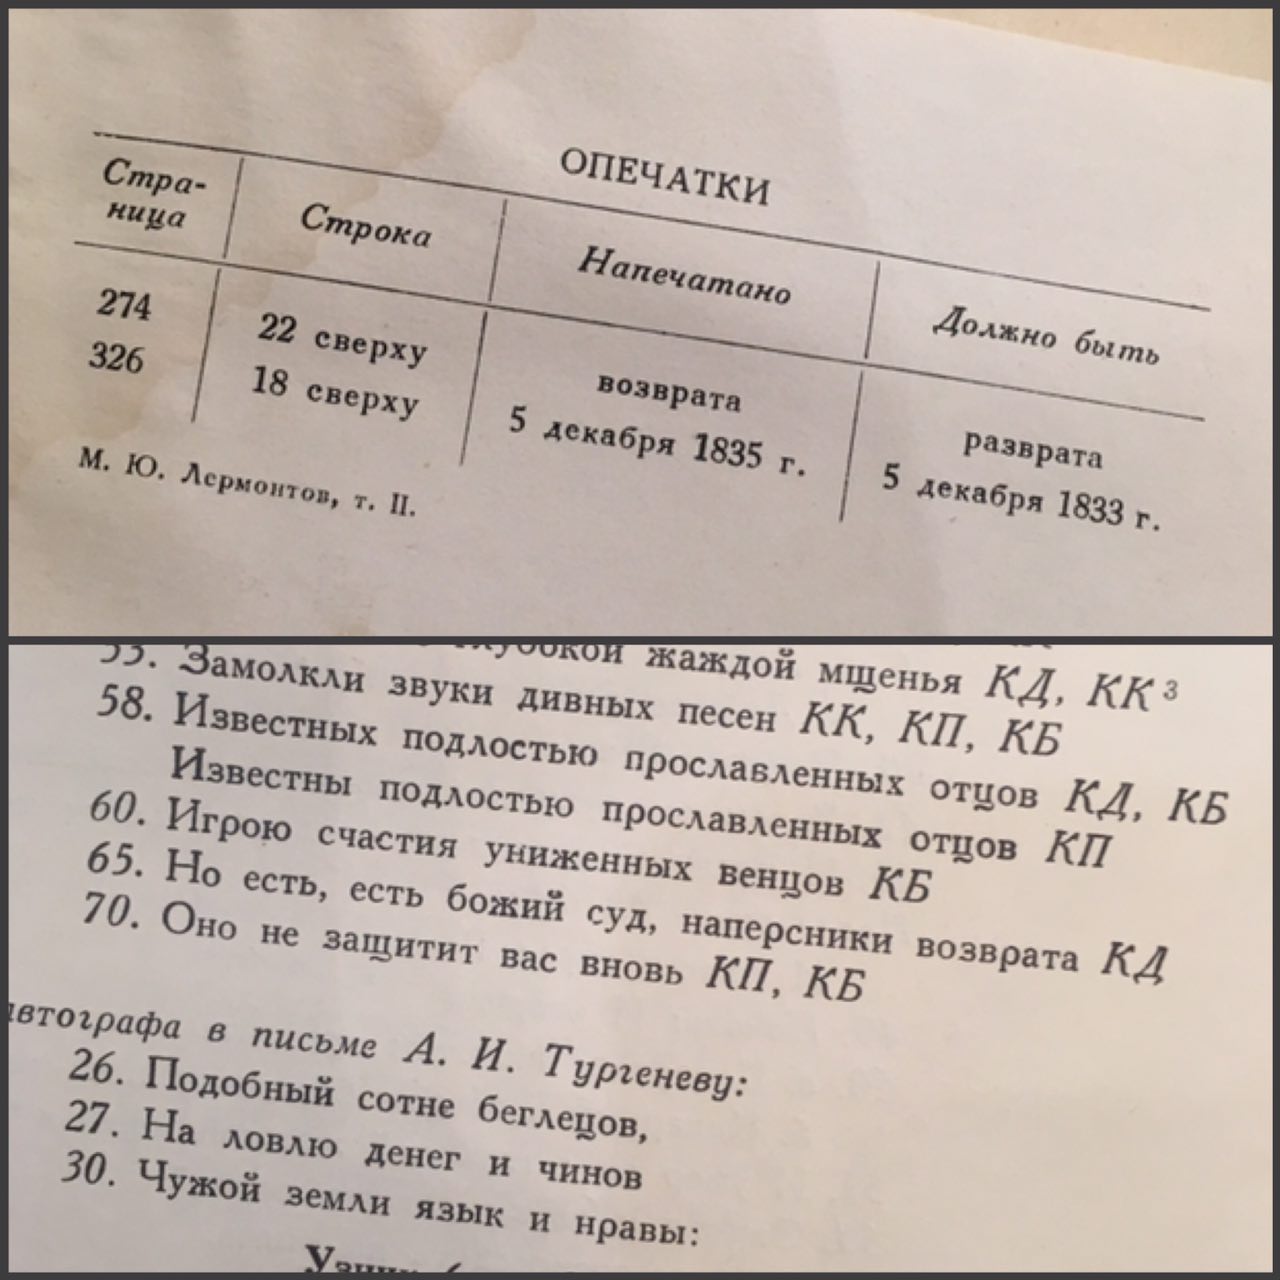 ОПЕЧАТКИ
Стра-
ница
Строка
Напечатано
Должно быть
274
22 сверху
возврата
разврата
326
18 сверху
5 декабря 1835 г.
5 декабря 1833 г.
М. Ю. Лермонтов, т. II.
глубокой жаждой мщенья КД, КК³
55. Замолкли звуки дивных песен КК, КП, КБ
58. Известных подлостью прославленных отцов КД, КБ
Известны подлостью прославленных отцов КП
60. Игрою счастия униженных венцов КБ
65. Но есть, есть божий суд, наперсники возврата КД
70. Оно не защитит вас вновь КП, КБ
автографа в письме А. И. Тургеневу:
26. Подобный сотне беглецов,
27. На ловлю денег и чинов
30. Чужой земли язык и нравы: